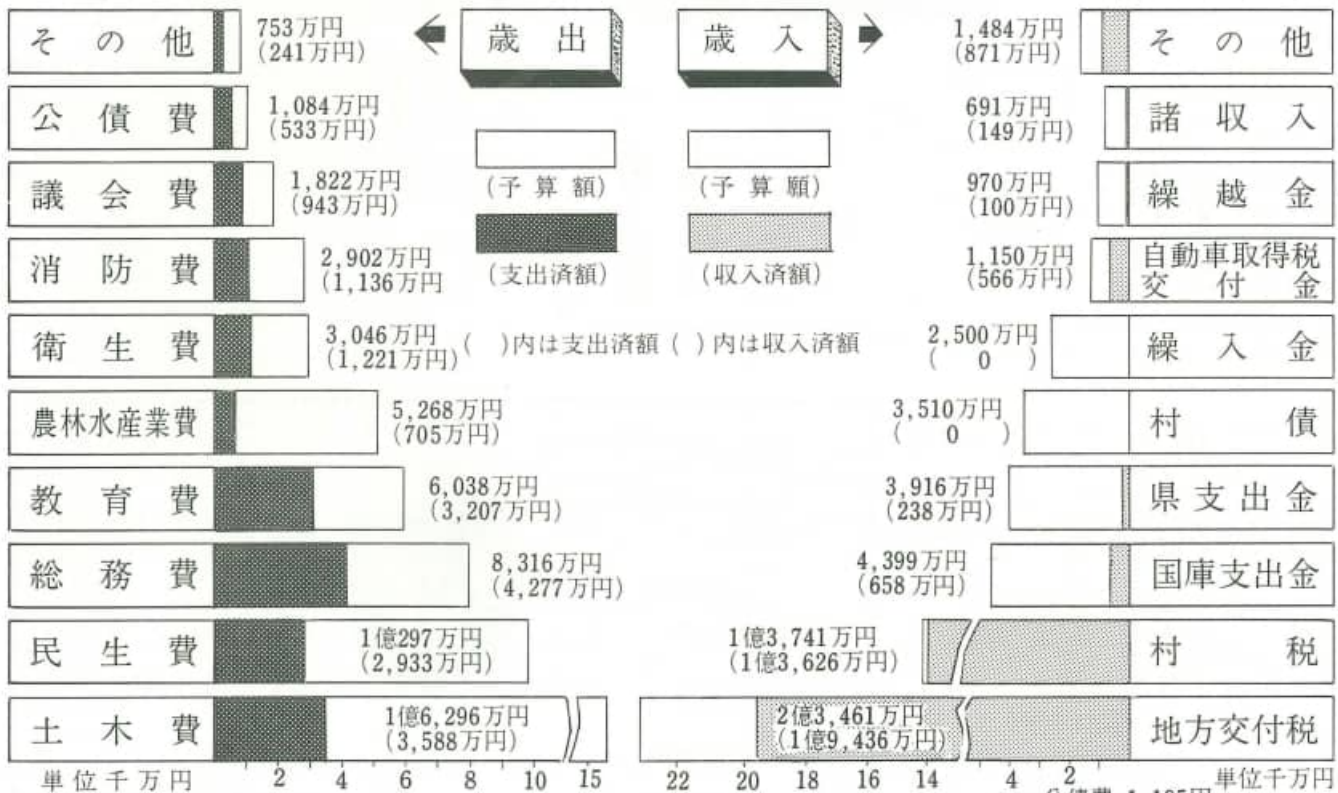 その他
753万円
(241万円)
公債費
1,084万円
(533万円)
議会費
1,822万円
(943万円)
消防費
2,902万円
(1,136万円
衛生費
3,046万円
(1,221万円)
農林水産業費
5,268万円
(705万円)
教育費
6,038万円
(3,207万円)
総務費
8,316万円
(4,277万円)
民生費
1億297万円
(2,933万円)
土木費
1億6,296万円
(3,588万円)
単位千万円
2 4 6 8 10 15
歳出
歳入
(予算額)
(予算願)
(支出済額)
(収入済額)
( )内は支出済額 ( )内は収入済額
1,484万円
(871万円)
その他
691万円
(149万円)
諸収入
970万円
(100万円)
繰越金
1,150万円
(566万円)
自動車取得税
交付金
2,500万円
( 0 )
繰入金
3,510万円
( 0 )
村債
3,916万円
(238万円)
県支出金
4,399万円
(658万円)
国庫支出金
1億3,741万円
(1億3,626万円)
村税
2億3,461万円
(1億9,436万円)
地方交付税
22 20 18 16 14 4 2
単位千万円